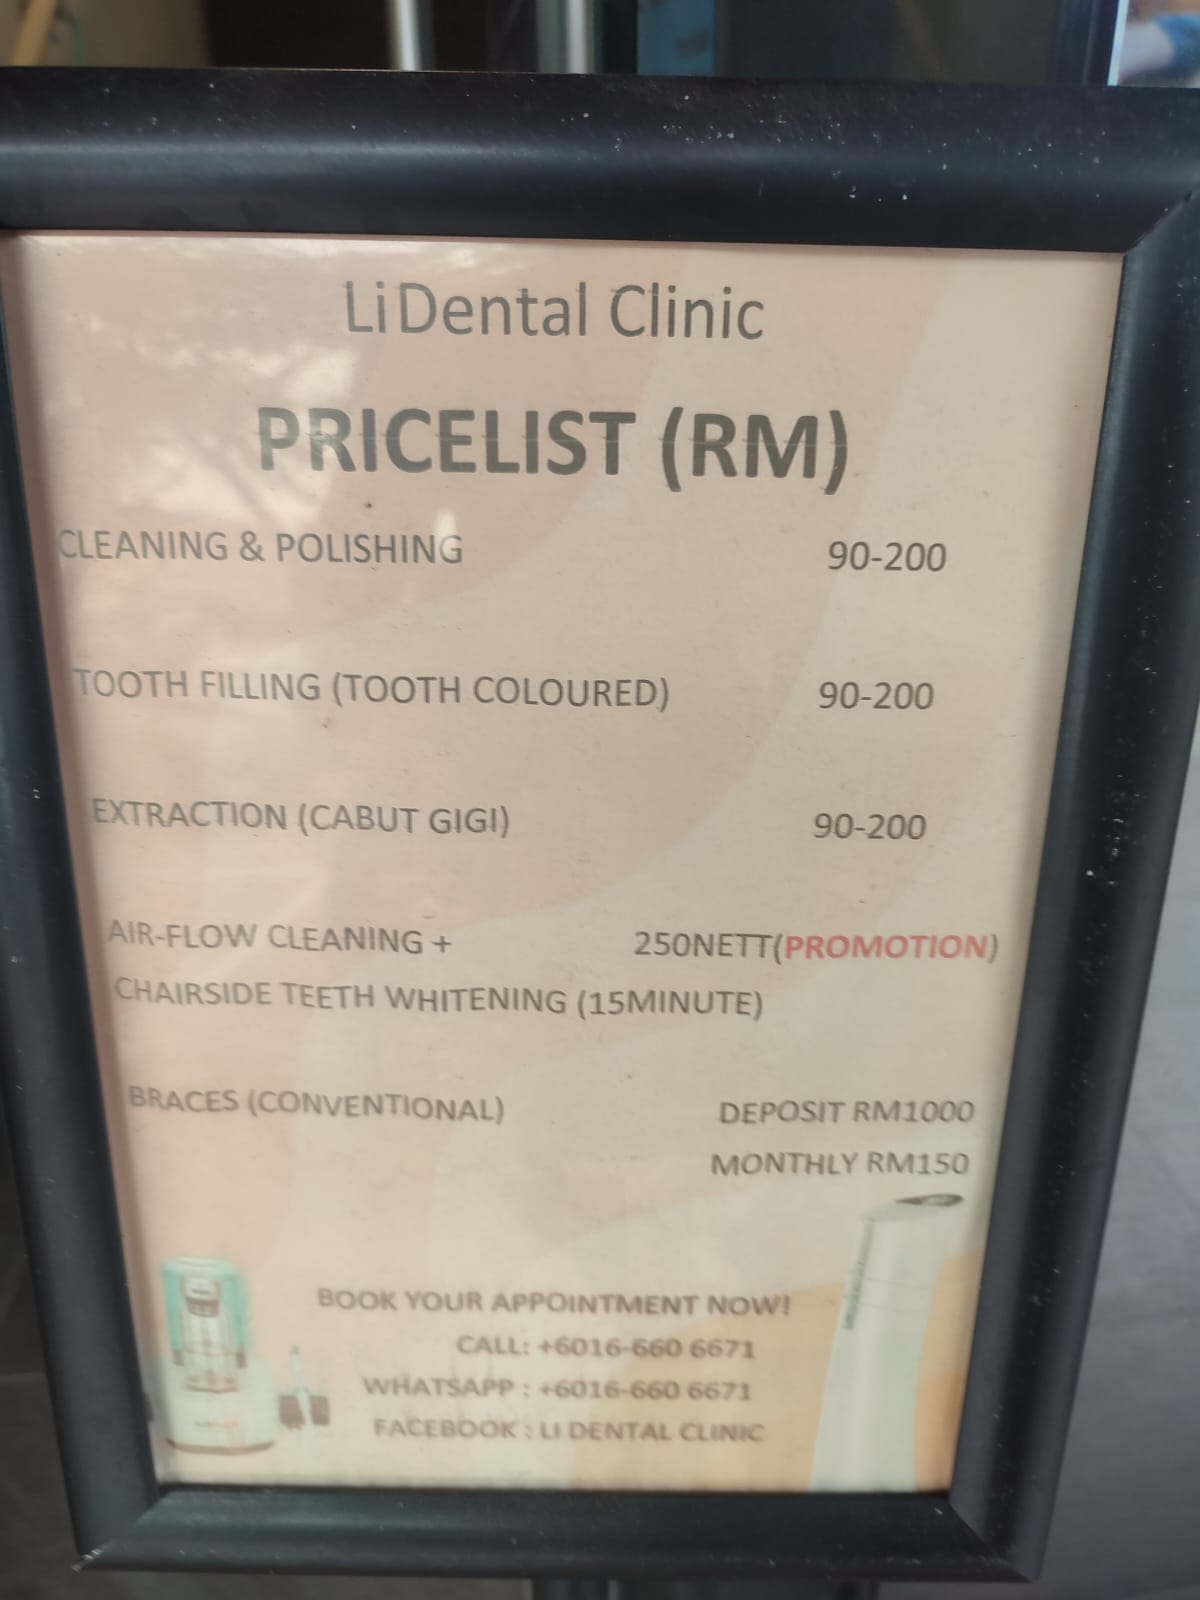 Li Dental Clinic
PRICELIST (RM)
CLEANING & POLISHING 90-200
TOOTH FILLING (TOOTH COLOURED) 90-200
EXTRACTION (CABUT GIGI) 90-200
AIR-FLOW CLEANING + 250NETT(PROMOTION)
CHAIRSIDE TEETH WHITENING (15MINUTE)
BRACES (CONVENTIONAL) DEPOSIT RM1000
MONTHLY RM150
BOOK YOUR APPOINTMENT NOW!
CALL: +6016-660 6671
WHATSAPP : +6016-660 6671
FACEBOOK : LI DENTAL CLINIC